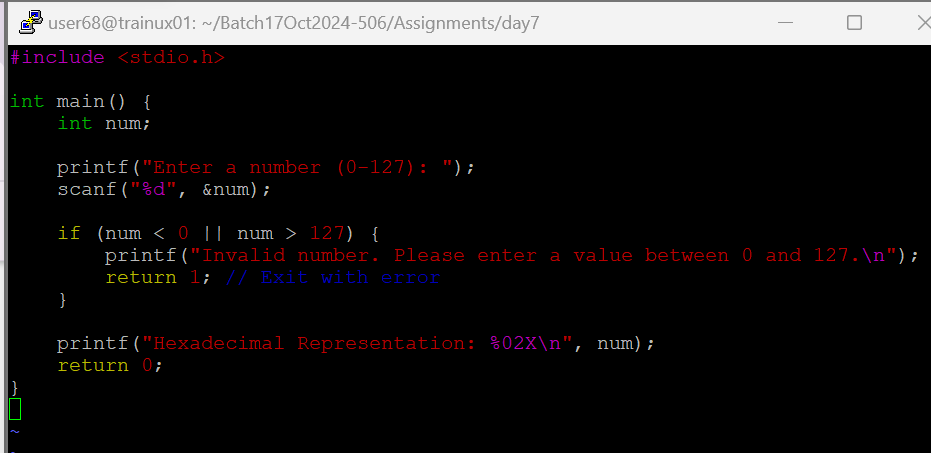 user68@trainux01: ~/Batch17Oct2024-506/Assignments/day7
#include <stdio.h>

int main() {
    int num;

    printf("Enter a number (0-127): ");
    scanf("%d", &num);

    if (num < 0 || num > 127) {
        printf("Invalid number. Please enter a value between 0 and 127.\n");
        return 1; // Exit with error
    }

    printf("Hexadecimal Representation: %02X\n", num);
    return 0;
}
~